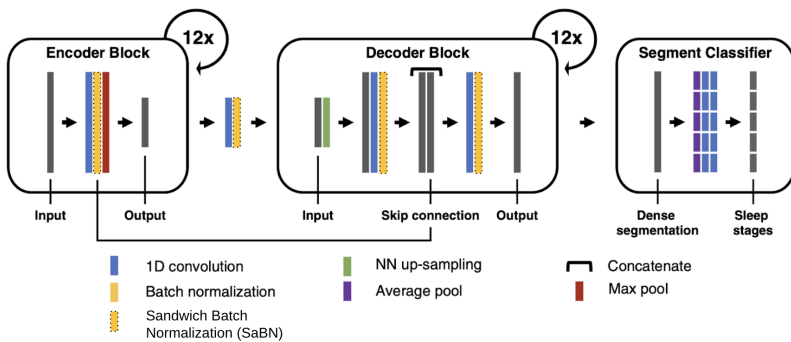 Encoder Block
12x
Decoder Block
12x
Segment Classifier
Input
Output
Input
Skip connection
Output
Dense
segmentation
Sleep
stages
1D convolution
NN up-sampling
Concatenate
Batch normalization
Average pool
Max pool
Sandwich Batch
Normalization (SaBN)